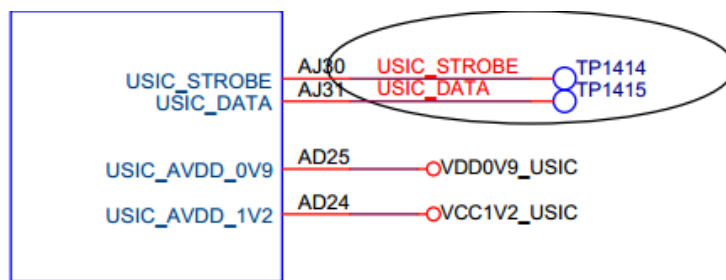 USIC_STROBE AJ30 USIC_STROBE TP1414
USIC_DATA AJ31 USIC_DATA TP1415
USIC_AVDD_0V9 AD25 VDD0V9_USIC
USIC_AVDD_1V2 AD24 VCC1V2_USIC